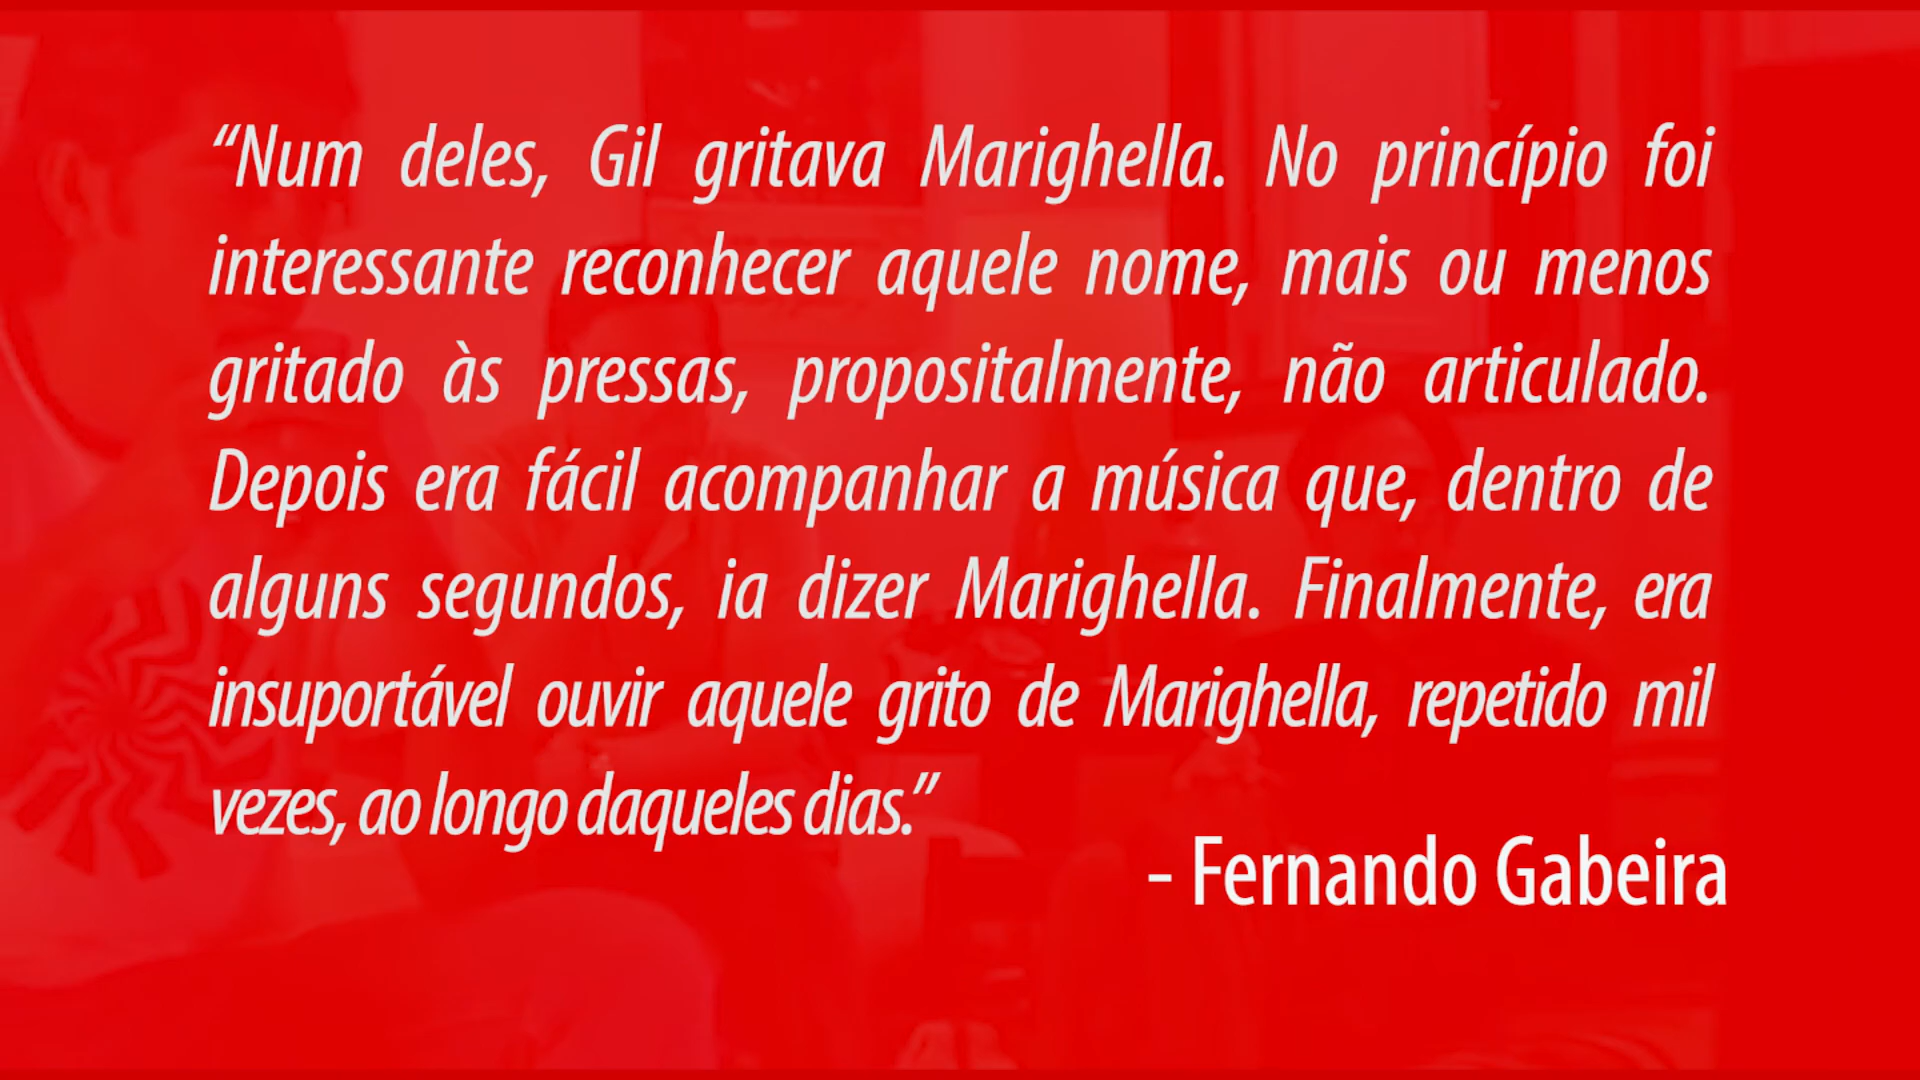 “Num deles, Gil gritava Marighella. No princípio foi
interessante reconhecer aquele nome, mais ou menos
gritado às pressas, propositalmente, não articulado.
Depois era fácil acompanhar a música que, dentro de
alguns segundos, ia dizer Marighella. Finalmente, era
insuportável ouvir aquele grito de Marighella, repetido mil
vezes, ao longo daqueles dias.”
- Fernando Gabeira